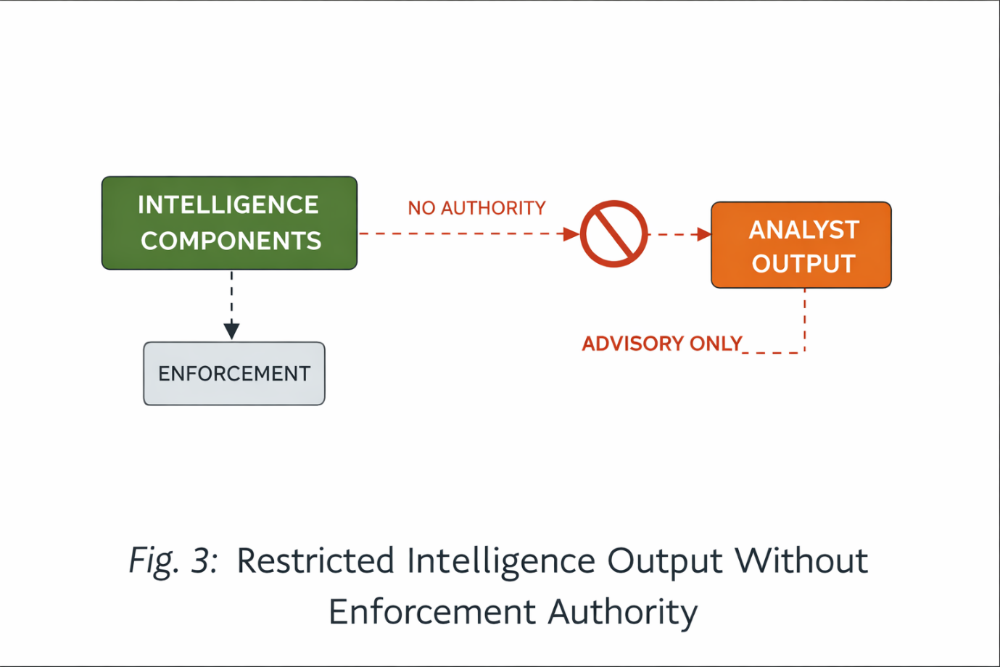 INTELLIGENCE
COMPONENTS
NO AUTHORITY
ANALYST
OUTPUT
ADVISORY ONLY
ENFORCEMENT
Fig. 3: Restricted Intelligence Output Without
Enforcement Authority